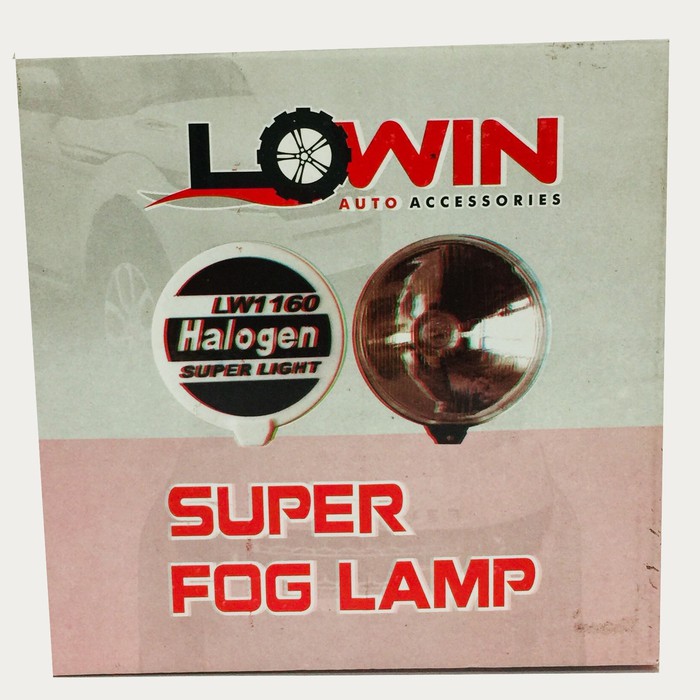 LOWIN
AUTO ACCESSORIES
LW1160
Halogen
SUPER LIGHT
SUPER
FOG LAMP